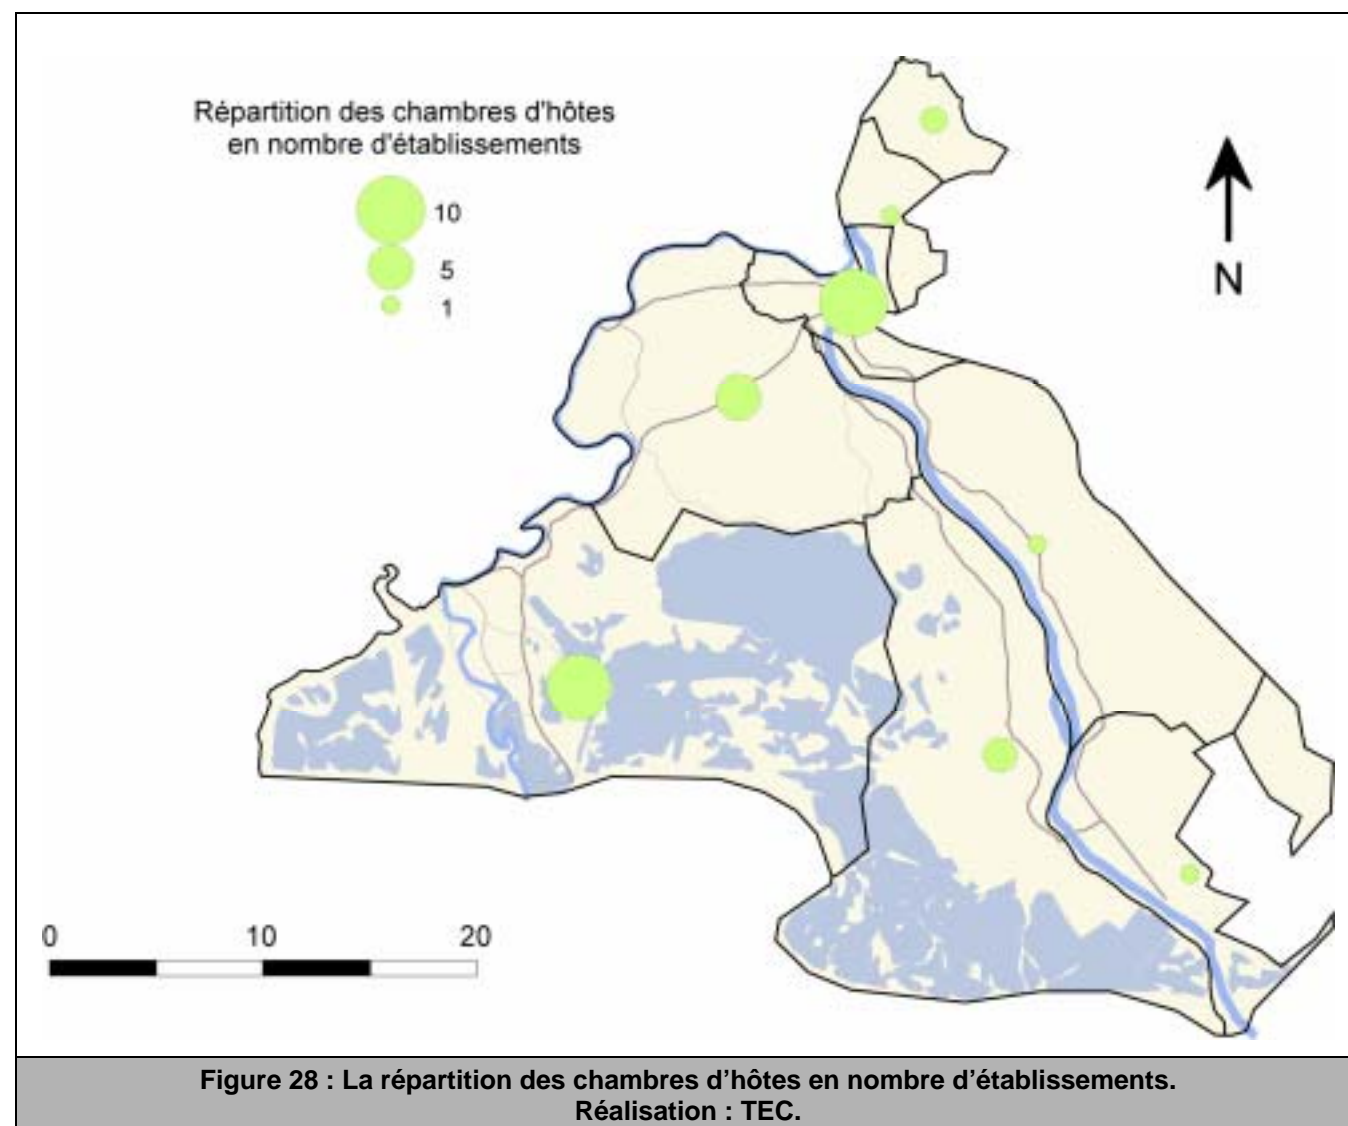 Répartition des chambres d'hôtes
en nombre d'établissements
10
5
1
N
0 10 20
Figure 28 : La répartition des chambres d’hôtes en nombre d’établissements.
Réalisation : TEC.